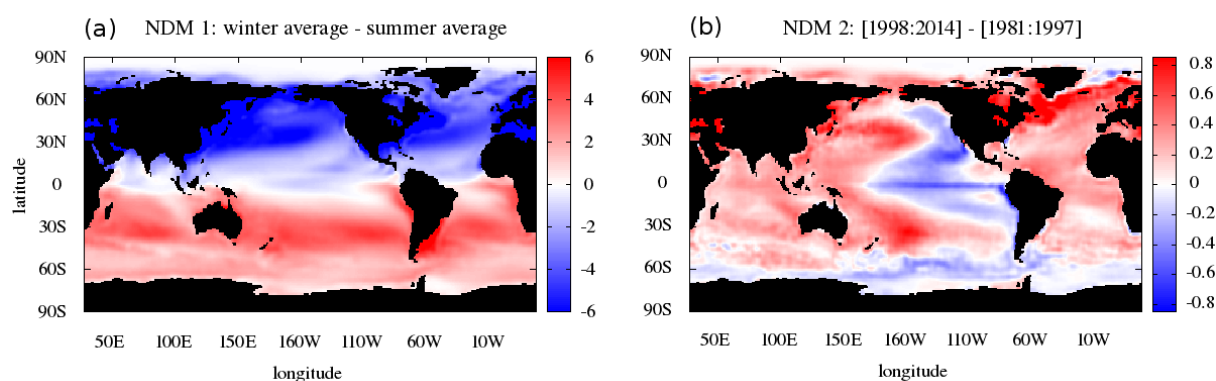 (a) NDM 1: winter average - summer average
90N
60N
30N
0
30S
60S
90S
latitude
50E 100E 150E 160W 110W 60W 10W
longitude
6
4
2
0
-2
-4
-6
(b) NDM 2: [1998:2014] - [1981:1997]
90N
60N
30N
0
30S
60S
90S
50E 100E 150E 160W 110W 60W 10W
longitude
0.8
0.6
0.4
0.2
0
-0.2
-0.4
-0.6
-0.8